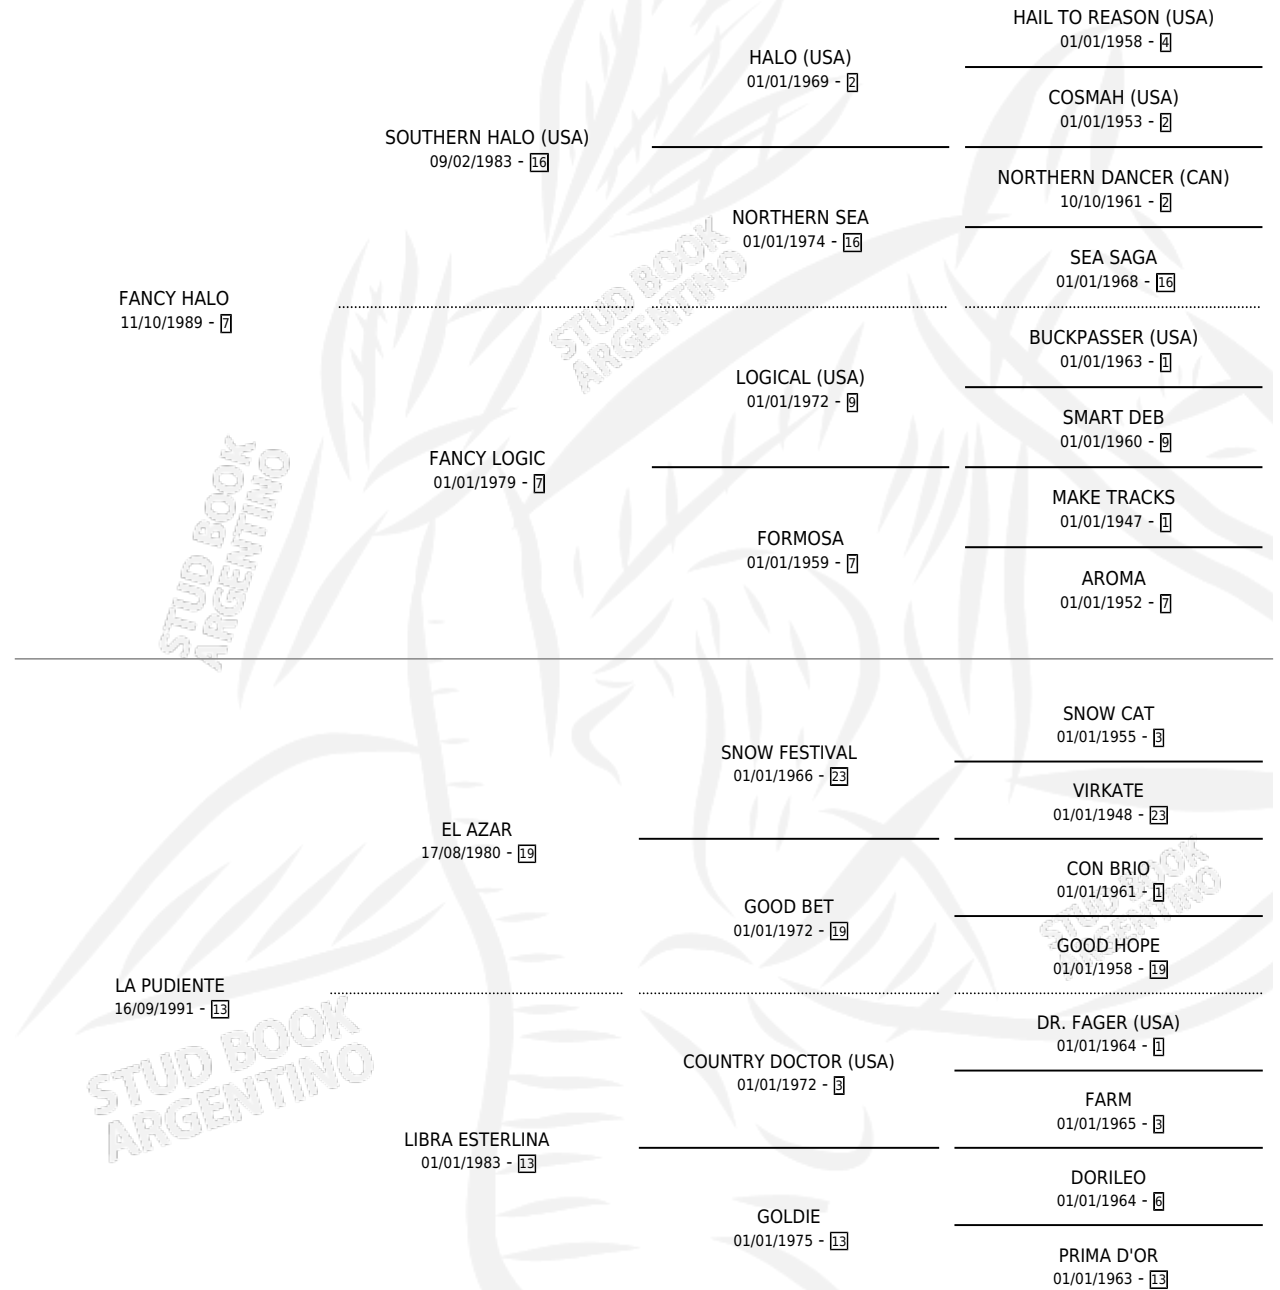 HAIL TO REASON (USA)
01/01/1958 - 4
HALO (USA)
01/01/1969 - 2
COSMAH (USA)
01/01/1953 - 2
SOUTHERN HALO (USA)
09/02/1983 - 16
NORTHERN DANCER (CAN)
10/10/1961 - 2
NORTHERN SEA
01/01/1974 - 16
SEA SAGA
01/01/1968 - 16
FANCY HALO
11/10/1989 - 7
STUD BOOK
ARGENTINO
BUCKPASSER (USA)
01/01/1963 - 1
LOGICAL (USA)
01/01/1972 - 9
SMART DEB
01/01/1960 - 9
FANCY LOGIC
01/01/1979 - 7
MAKE TRACKS
01/01/1947 - 1
FORMOSA
01/01/1959 - 7
AROMA
01/01/1952 - 7
STUD BOOK
ARGENTINO
SNOW CAT
01/01/1955 - 3
SNOW FESTIVAL
01/01/1966 - 23
VIRKATE
01/01/1948 - 23
EL AZAR
17/08/1980 - 19
CON BRIO
01/01/1961 - 1
STUD BOOK
ARGENTINO
GOOD BET
01/01/1972 - 19
GOOD HOPE
01/01/1958 - 19
LA PUDIENTE
16/09/1991 - 13
STUD BOOK
ARGENTINO
DR. FAGER (USA)
01/01/1964 - 1
COUNTRY DOCTOR (USA)
01/01/1972 - 3
FARM
01/01/1965 - 3
LIBRA ESTERLINA
01/01/1983 - 13
DORILEO
01/01/1964 - 6
GOLDIE
01/01/1975 - 13
PRIMA D'OR
01/01/1963 - 13